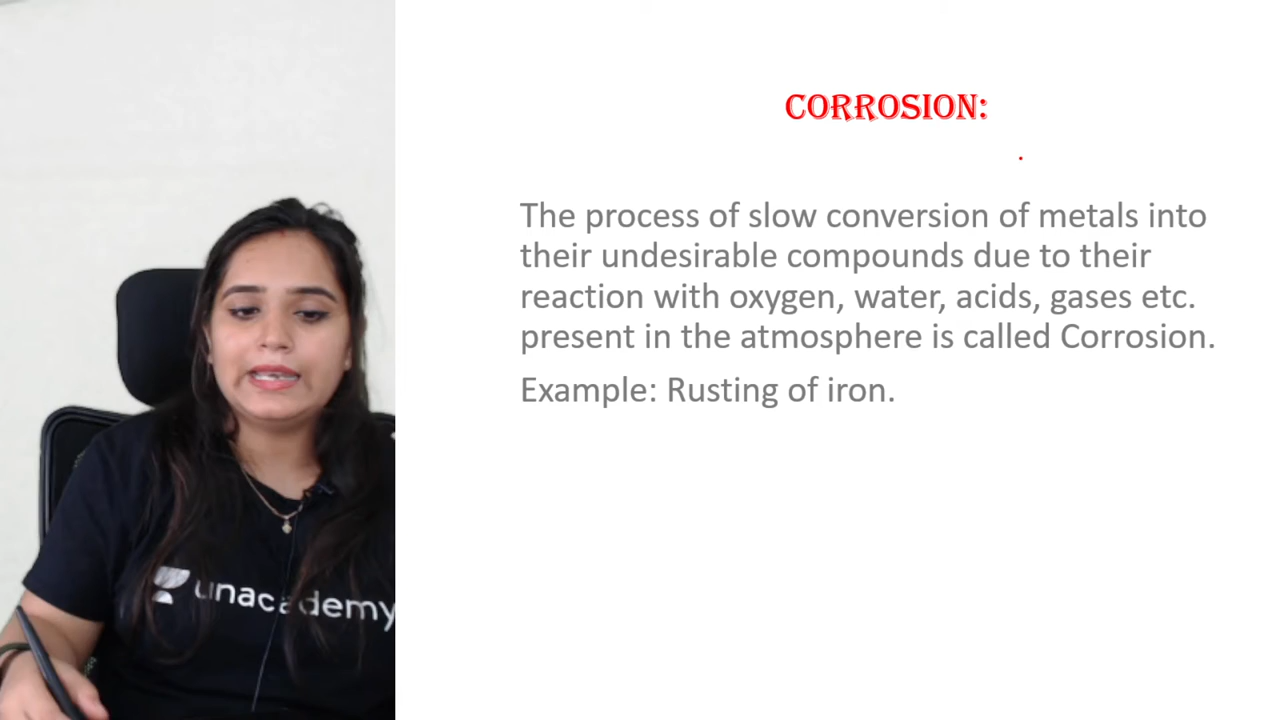 CORROSION:
The process of slow conversion of metals into
their undesirable compounds due to their
reaction with oxygen, water, acids, gases etc.
present in the atmosphere is called Corrosion.
Example: Rusting of iron.
unacademy